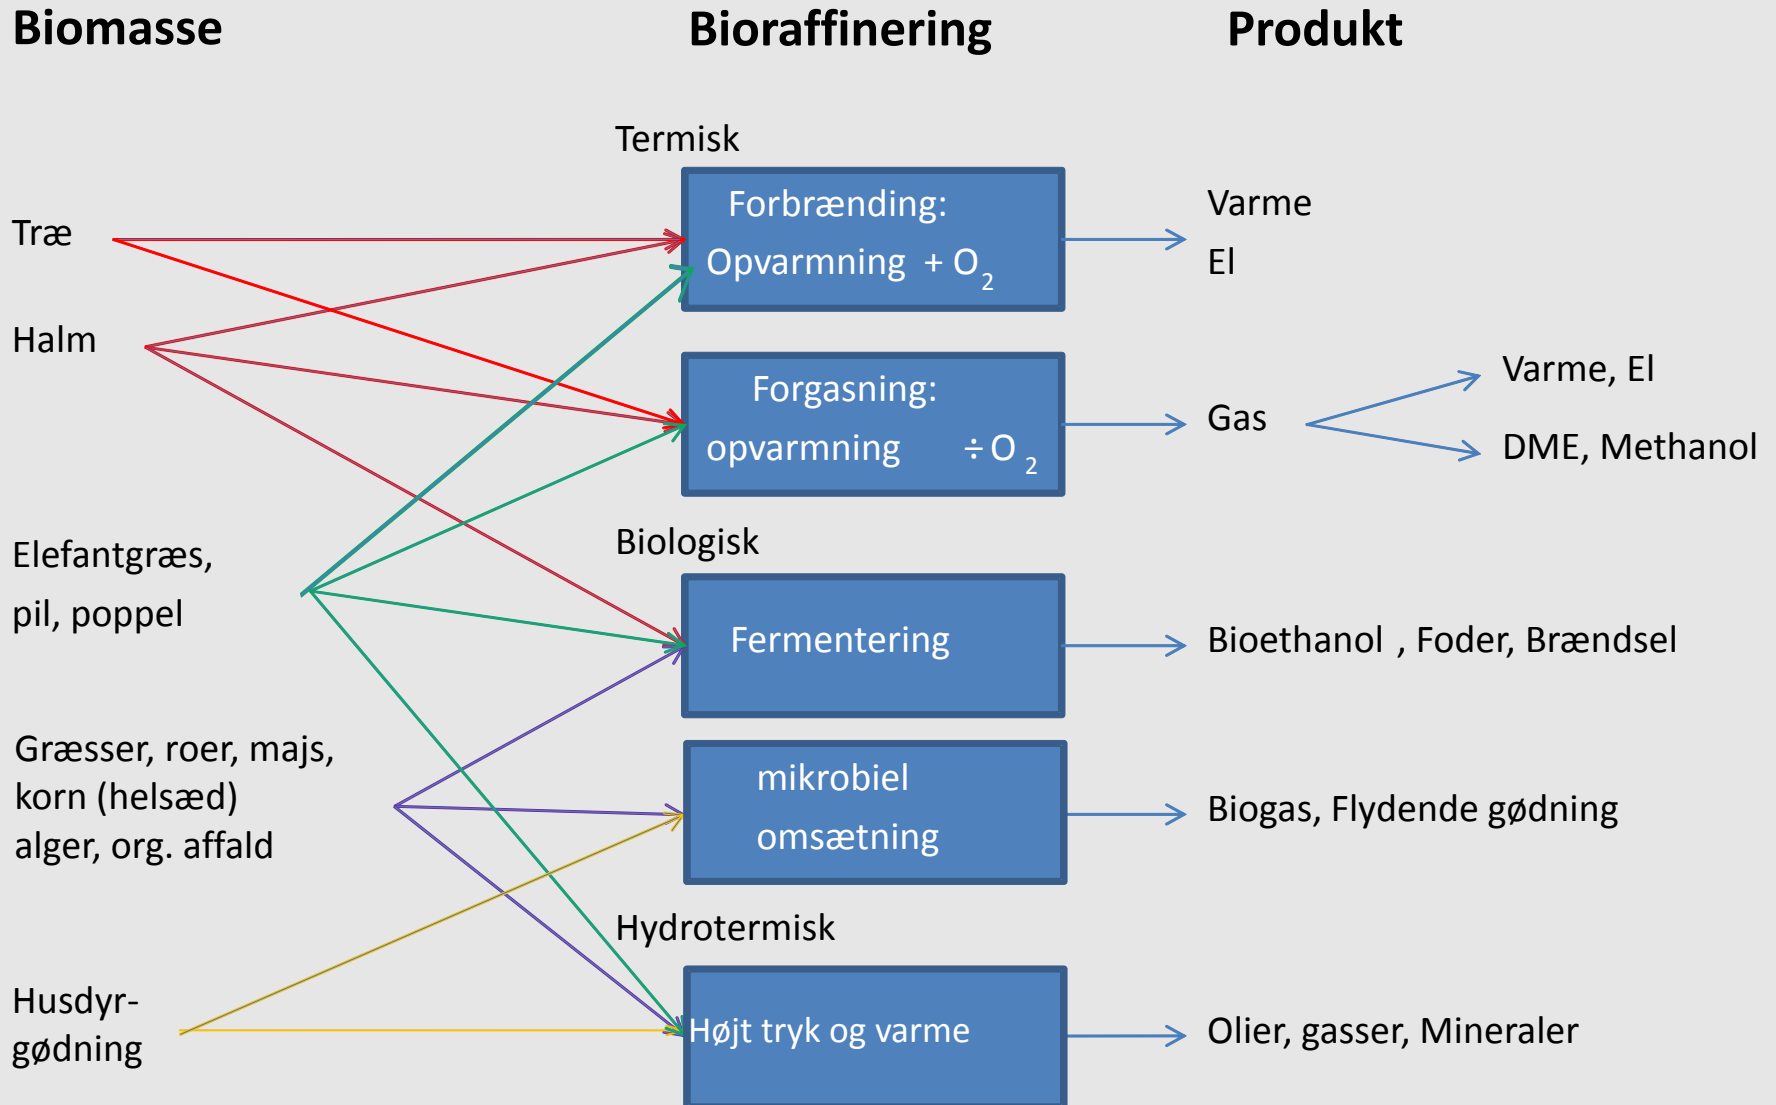 Biomasse
Bioraffinering
Produkt
Termisk
Træ
Forbrænding:
Opvarmning + O2
Varme
El
Halm
Forgasning:
opvarmning ÷ O2
Gas
Varme, El
DME, Methanol
Elefantgræs,
pil, poppel
Biologisk
Fermentering
Bioethanol , Foder, Brændsel
Græsser, roer, majs,
korn (helsæd)
alger, org. affald
mikrobiel
omsætning
Biogas, Flydende gødning
Hydrotermisk
Husdyr-
gødning
Højt tryk og varme
Olier, gasser, Mineraler